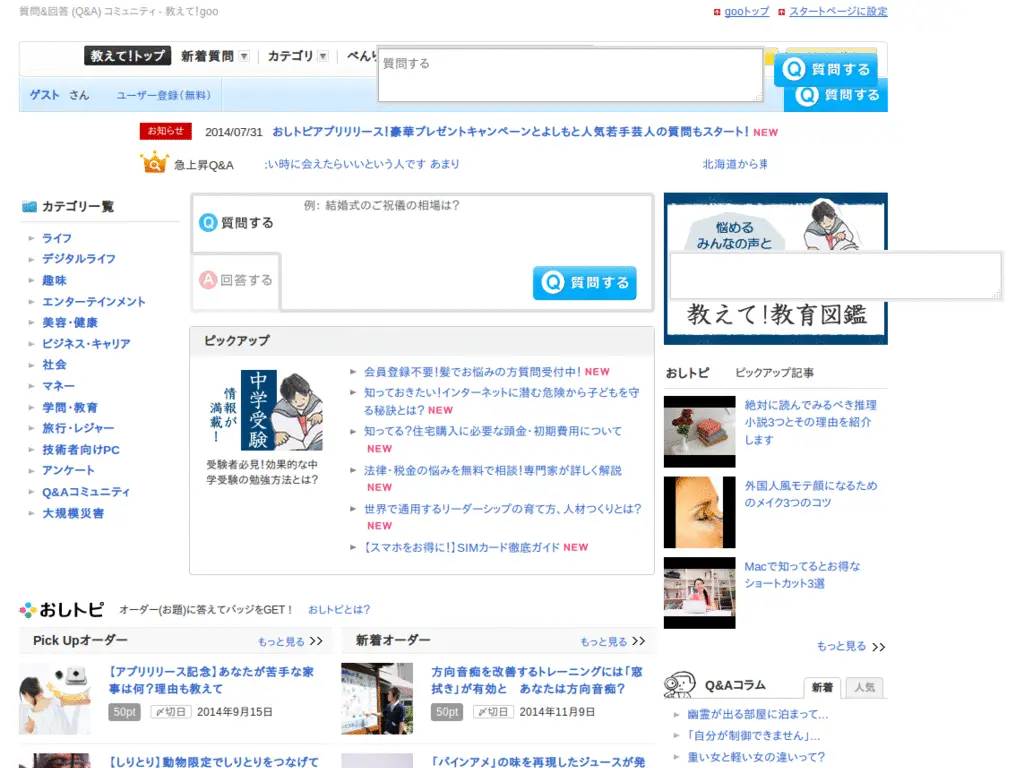 質問&回答 (Q&A) コミュニティ - 教えて!goo
gooトップ スタートページに設定
教えて!トップ 新着質問 カテゴリ べんり
質問する
質問する
ゲスト さん ユーザー登録(無料)
質問する
お知らせ 2014/07/31 おしトピアプリリリース!豪華プレゼントキャンペーンとよしもと人気若手芸人の質問もスタート! NEW
急上昇Q&A い時に会えたらいいという人です あまり 北海道から東
カテゴリ一覧
ライフ
デジタルライフ
趣味
エンターテインメント
美容・健康
ビジネス・キャリア
社会
マネー
学問・教育
旅行・レジャー
技術者向けPC
アンケート
Q&Aコミュニティ
大規模災害
例: 結婚式のご祝儀の相場は?
Q 質問する
A 回答する
Q 質問する
ピックアップ
中学受験
情報が満載!
受験者必見!効果的な中
学受験の勉強方法とは?
会員登録不要!髪でお悩みの方質問受付中! NEW
知っておきたい!インターネットに潜む危険から子どもを守
る秘訣とは? NEW
知ってる?住宅購入に必要な頭金・初期費用について
NEW
法律・税金の悩みを無料で相談!専門家が詳しく解説
NEW
世界で通用するリーダーシップの育て方、人材つくりとは?
NEW
【スマホをお得に!】SIMカード徹底ガイド NEW
悩める
みんなの声と
教えて!教育図鑑
おしトピ ピックアップ記事
絶対に読んでみるべき推理
小説3つとその理由を紹介
します
外国人風モテ顔になるため
のメイク3つのコツ
Macで知ってるとお得な
ショートカット3選
もっと見る
おしトピ オーダー(お題)に答えてバッジをGET! おしトピとは?
Pick Upオーダー もっと見る
【アプリリリース記念】あなたが苦手な家
事は何?理由も教えて
50pt 〆切日 2014年9月15日
【しりとり】動物限定でしりとりをつなげて
新着オーダー もっと見る
方向音痴を改善するトレーニングには「窓
拭き」が有効と あなたは方向音痴?
50pt 〆切日 2014年11月9日
「パインアメ」の味を再現したジュースが発
Q&Aコラム 新着 人気
幽霊が出る部屋に泊まって...
「自分が制御できません」...
重い女と軽い女の違いって?